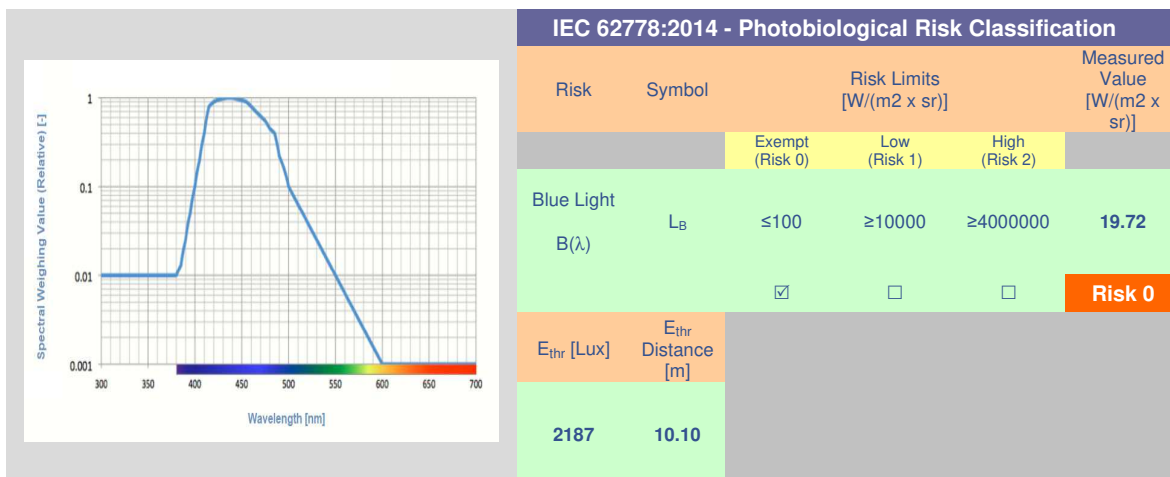 IEC 62778:2014 - Photobiological Risk Classification
Risk
Symbol
Risk Limits
[W/(m2 x sr)]
Measured
Value
[W/(m2 x
sr)]
Exempt
(Risk 0)
Low
(Risk 1)
High
(Risk 2)
Blue Light
B(λ)
LB
≤100
≥10000
≥4000000
19.72
☑
☐
☐
Risk 0
Ethr [Lux]
Ethr
Distance
[m]
2187
10.10
Spectral Weighing Value (Relative) [-]
1
0.1
0.01
0.001
300 350 400 450 500 550 600 650 700
Wavelength [nm]